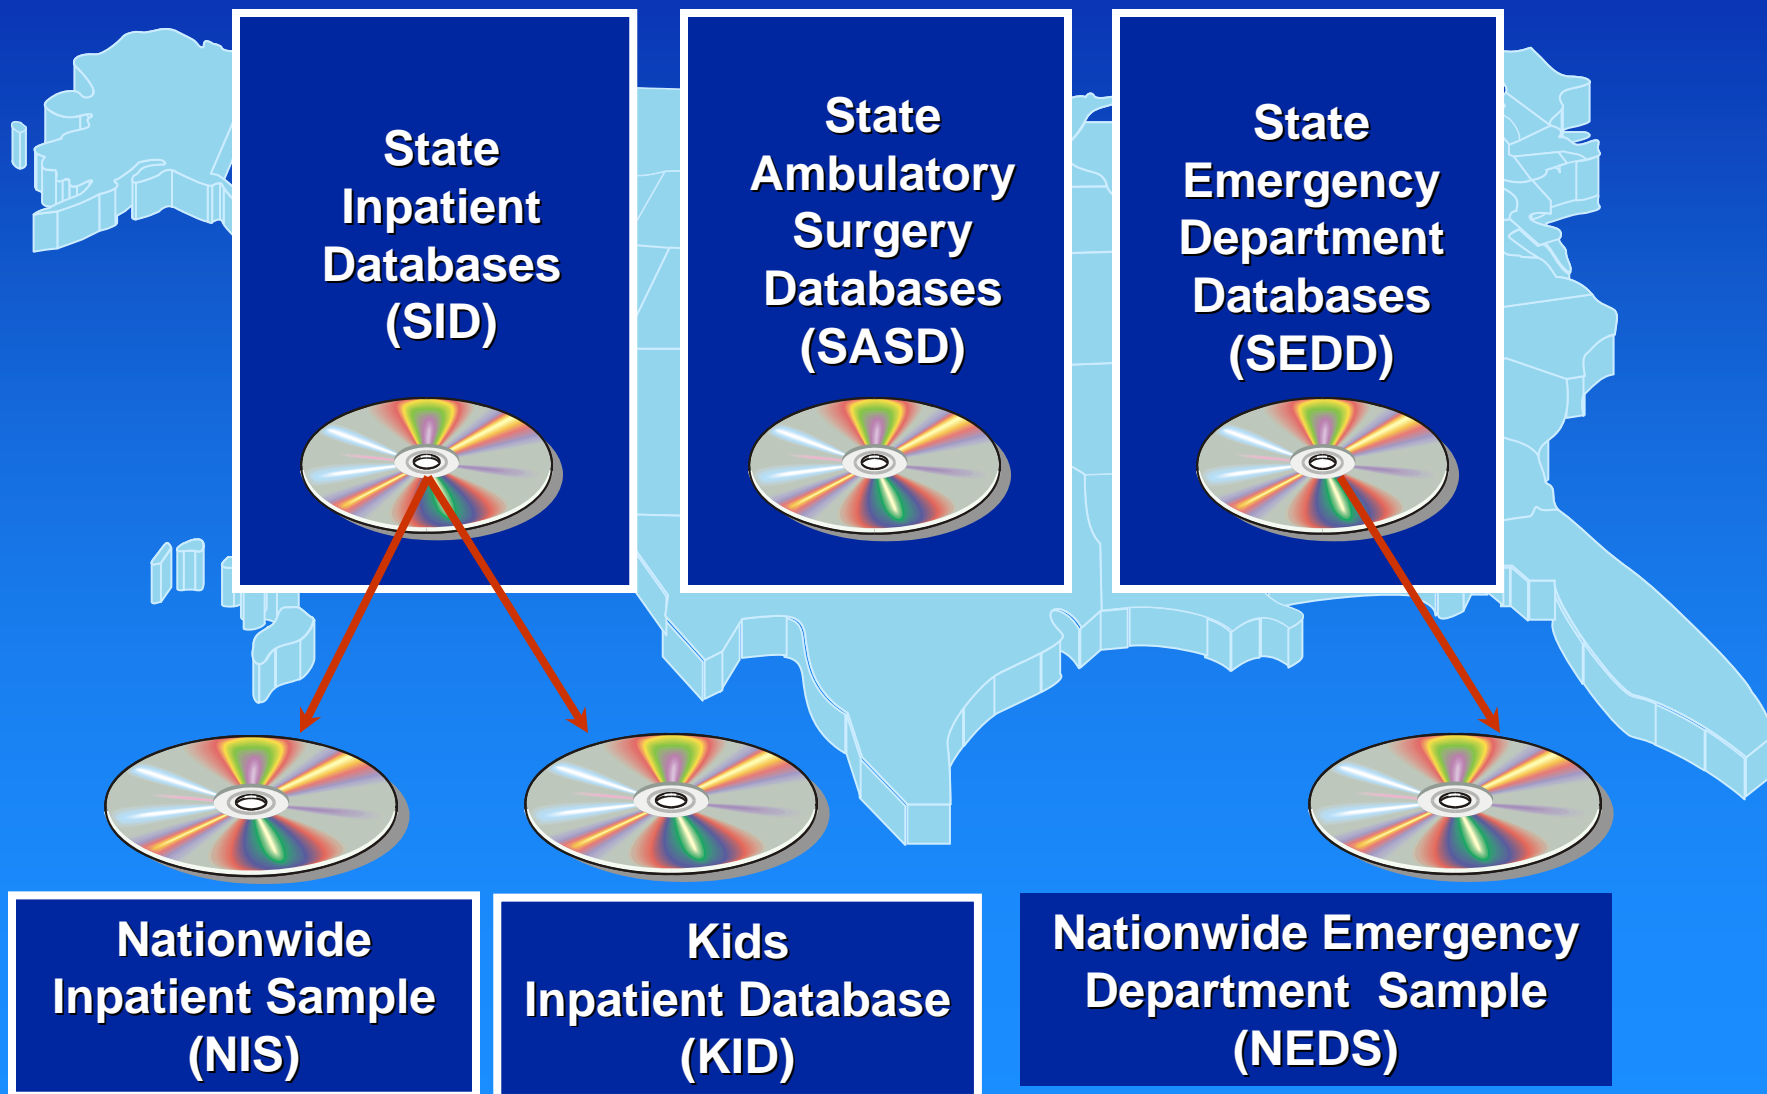 State
Inpatient
Databases
(SID)
State
Ambulatory
Surgery
Databases
(SASD)
State
Emergency
Department
Databases
(SEDD)
Nationwide
Inpatient Sample
(NIS)
Kids
Inpatient Database
(KID)
Nationwide Emergency
Department  Sample
(NEDS)